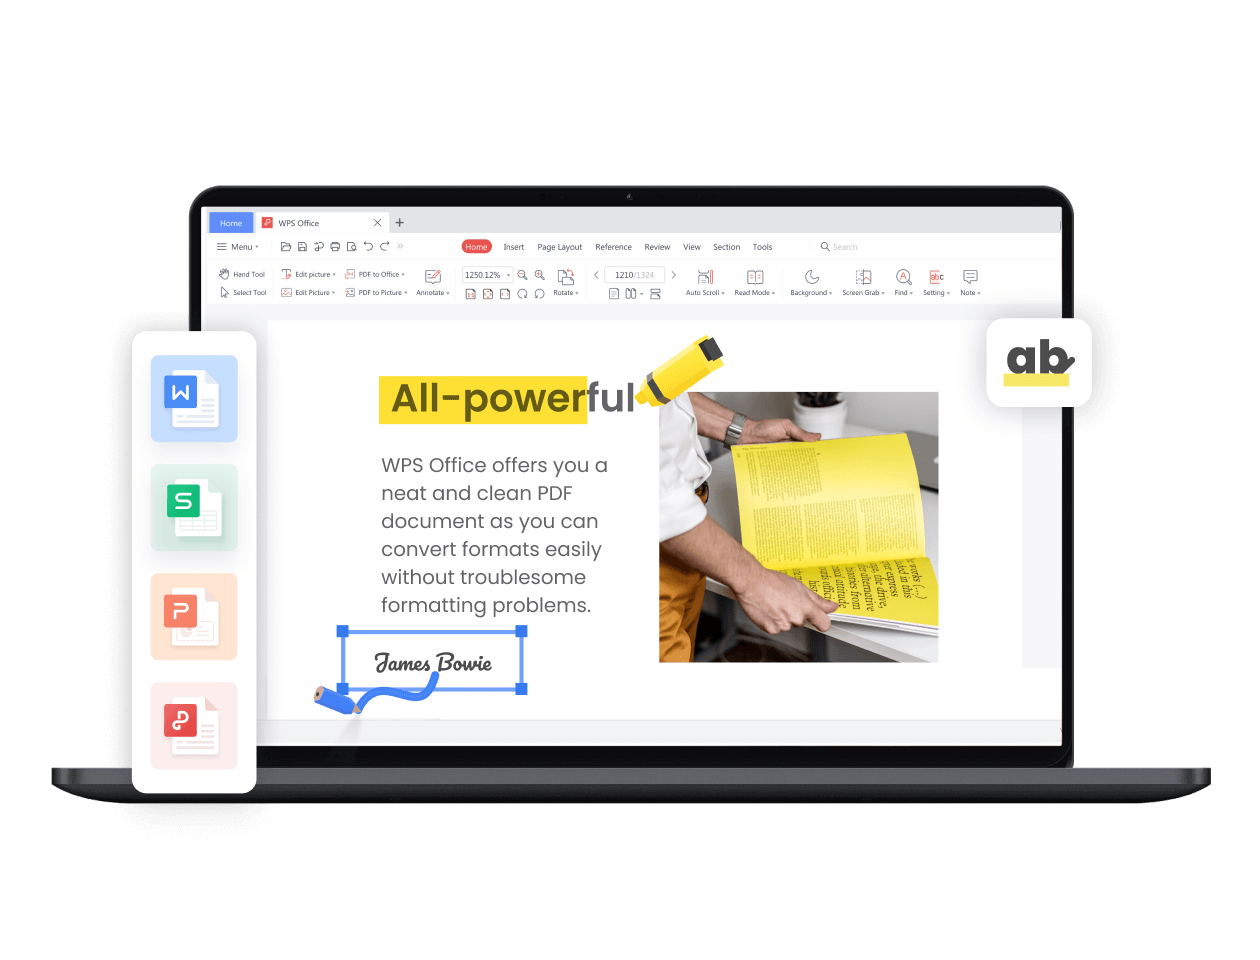 Home
WPS Office
Menu
Home Insert Page Layout Reference Review View Section Tools
Search
Hand Tool
Edit picture
PDF to Office
1250.12%
1210/1324
Select Tool
Edit Picture
PDF to Picture
Annotate
Rotate
Auto Scroll
Read Mode
Background
Screen Grab
Find
Setting
Note
abc
W
S
P
ab
All-powerful
WPS Office offers you a
neat and clean PDF
document as you can
convert formats easily
without troublesome
formatting problems.
James Bowie